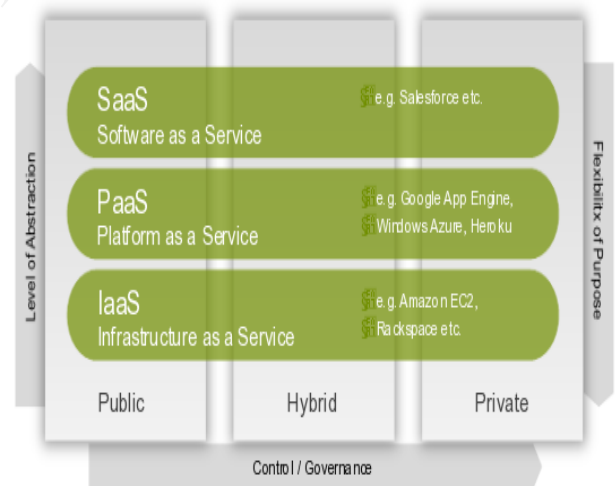 SaaS
Software as a Service
e.g. Salesforce etc.
PaaS
Platform as a Service
e.g. Google App Engine,
Windows Azure, Heroku
IaaS
Infrastructure as a Service
e.g. Amazon EC2,
Rackspace etc.
Public
Hybrid
Private
Level of Abstraction
Flexibilitx of Purpose
Control / Governance